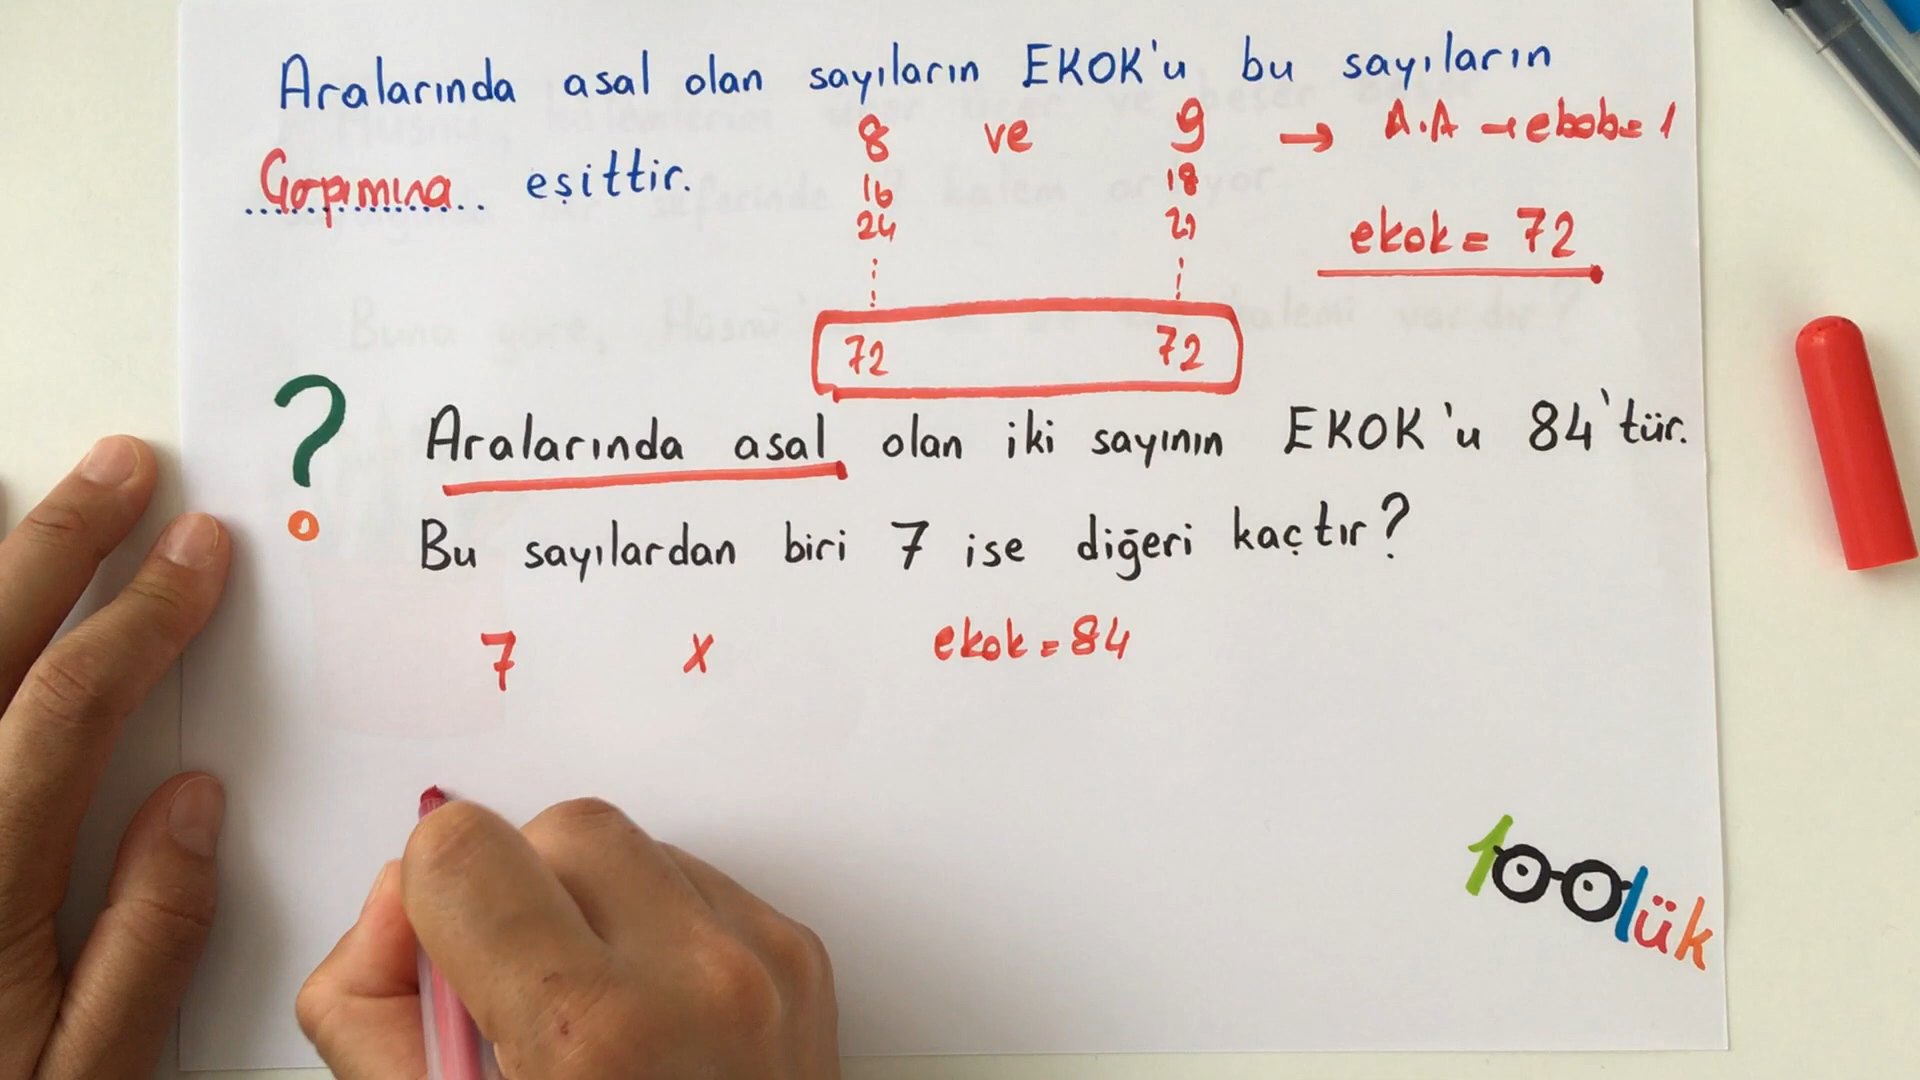 Aralarında asal olan sayıların EKOK'u bu sayıların
Çarpımına eşittir.
8 ve 9 → A.A → ebob=1
16 18
24 27
ekok = 72
72 72
? Aralarında asal olan iki sayının EKOK'u 84'tür.
Bu sayılardan biri 7 ise diğeri kaçtır?
7 x ekok = 84
100lük